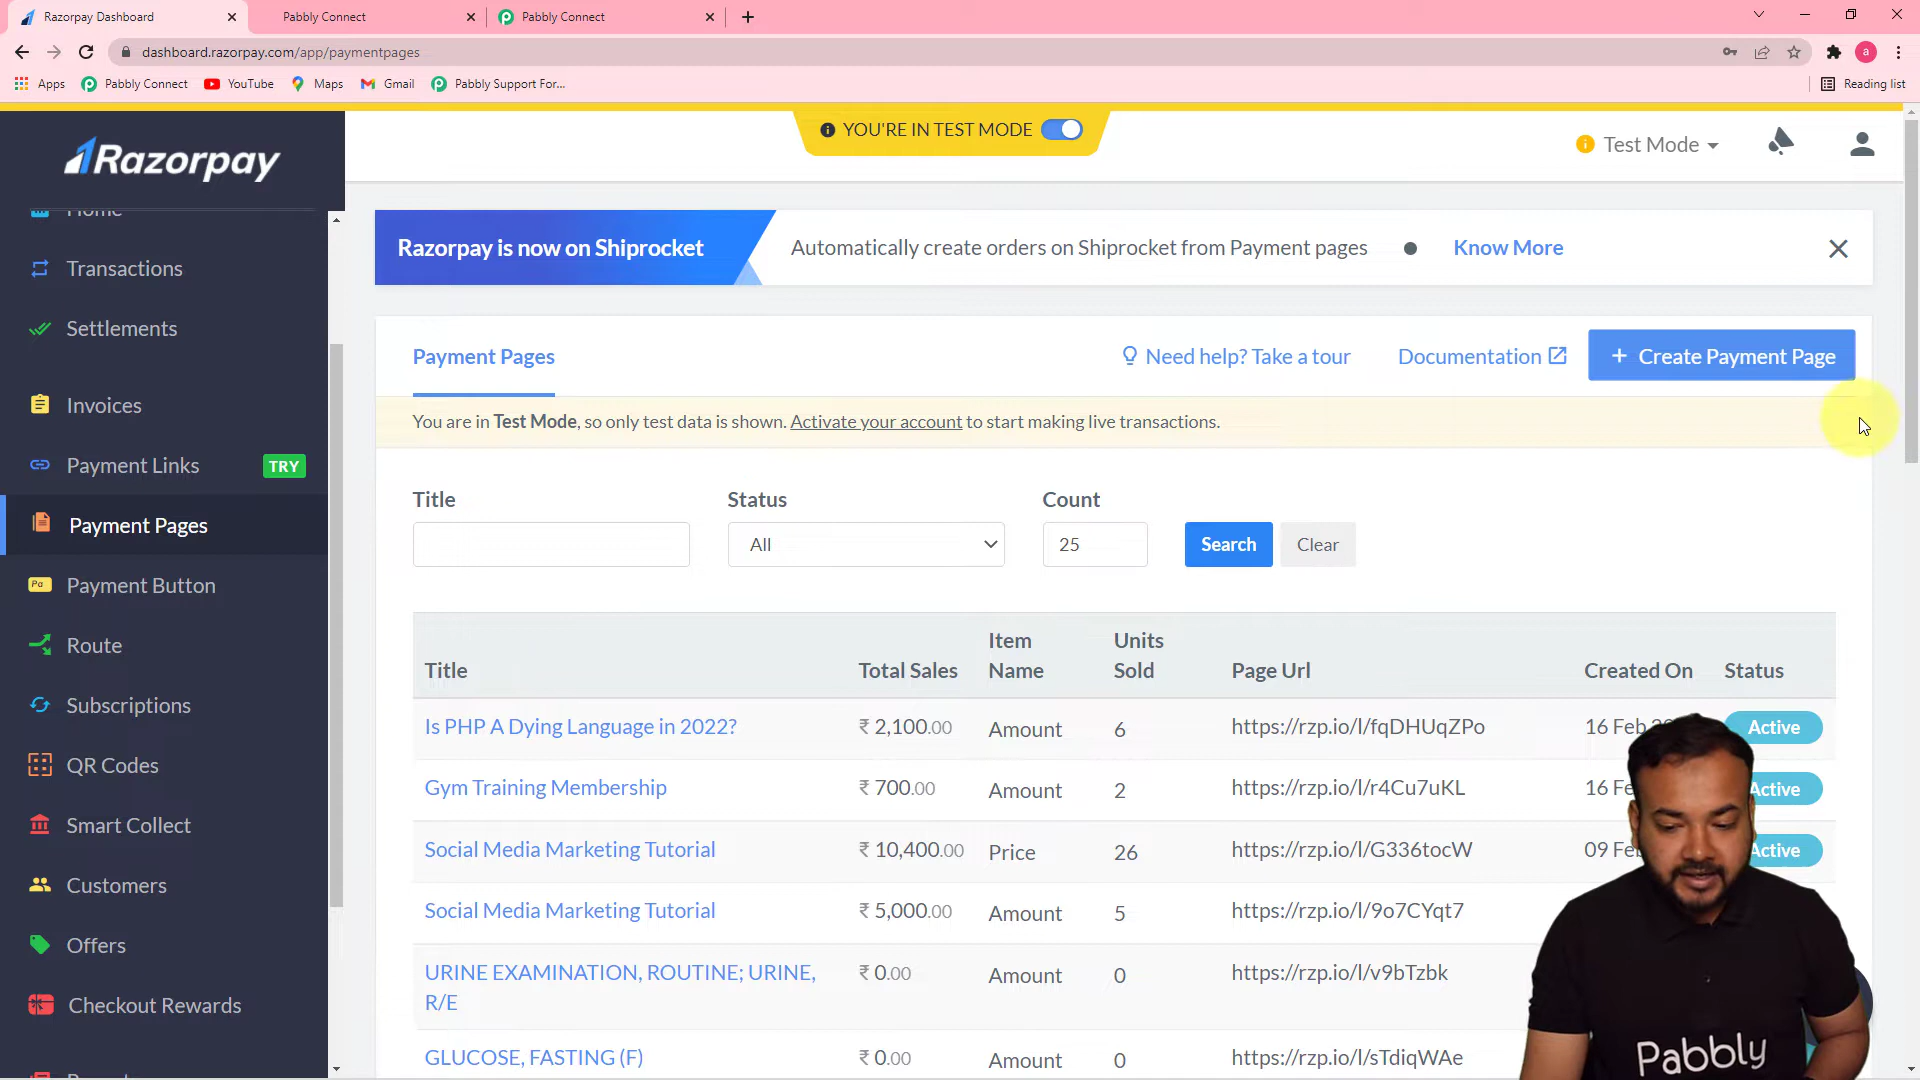 Razorpay Dashboard
Pabbly Connect
Pabbly Connect
dashboard.razorpay.com/app/paymentpages
a
Apps
Pabbly Connect
YouTube
Maps
Gmail
Pabbly Support For...
Reading list
Razorpay
YOU'RE IN TEST MODE
Test Mode
Home
Transactions
Settlements
Invoices
Payment Links TRY
Payment Pages
Payment Button
Route
Subscriptions
QR Codes
Smart Collect
Customers
Offers
Checkout Rewards
Razorpay is now on Shiprocket
Automatically create orders on Shiprocket from Payment pages
Know More
Payment Pages
Need help? Take a tour
Documentation
+ Create Payment Page
You are in Test Mode, so only test data is shown. Activate your account to start making live transactions.
Title
Status
Count
All
25
Search
Clear
Title Total Sales Item Name Units Sold Page Url Created On Status
Is PHP A Dying Language in 2022? ₹ 2,100.00 Amount 6 https://rzp.io/l/fqDHUqZPo 16 Feb Active
Gym Training Membership ₹ 700.00 Amount 2 https://rzp.io/l/r4Cu7uKL 16 Fe Active
Social Media Marketing Tutorial ₹ 10,400.00 Price 26 https://rzp.io/l/G336tocW 09 Feb Active
Social Media Marketing Tutorial ₹ 5,000.00 Amount 5 https://rzp.io/l/9o7CYqt7
URINE EXAMINATION, ROUTINE; URINE, R/E ₹ 0.00 Amount 0 https://rzp.io/l/v9bTzbk
GLUCOSE, FASTING (F) ₹ 0.00 Amount 0 https://rzp.io/l/sTdiqWAe
Pabbly